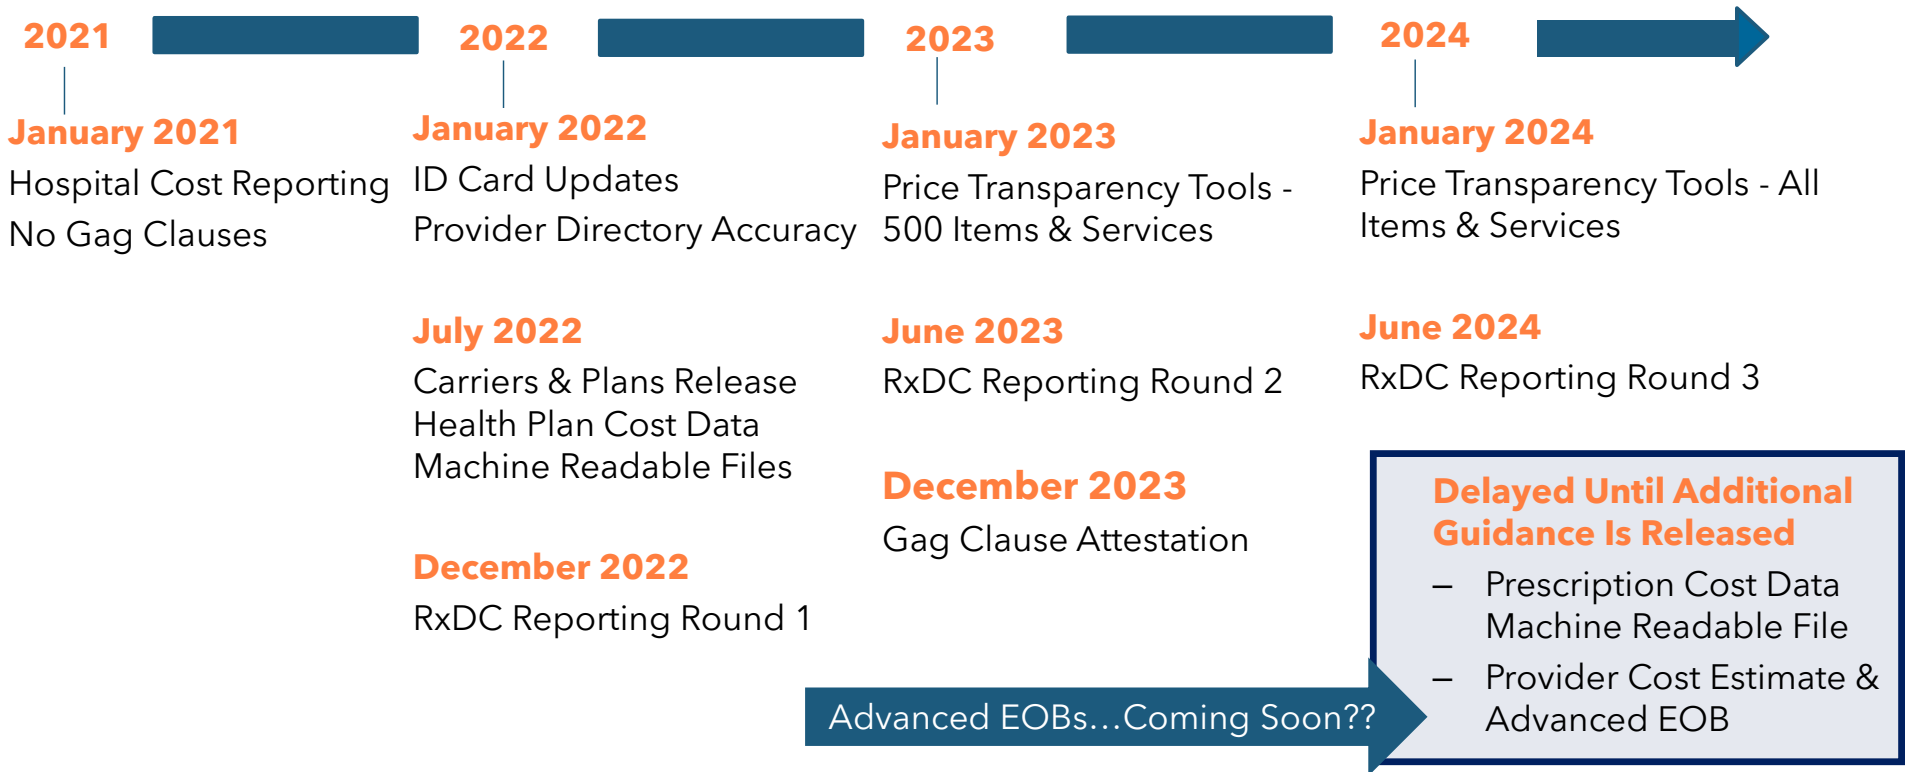 2021
2022
2023
2024
January 2021
Hospital Cost Reporting
No Gag Clauses
January 2022
ID Card Updates
Provider Directory Accuracy
July 2022
Carriers & Plans Release
Health Plan Cost Data
Machine Readable Files
December 2022
RxDC Reporting Round 1
January 2023
Price Transparency Tools -
500 Items & Services
June 2023
RxDC Reporting Round 2
December 2023
Gag Clause Attestation
January 2024
Price Transparency Tools - All
Items & Services
June 2024
RxDC Reporting Round 3
Advanced EOBs...Coming Soon??
Delayed Until Additional
Guidance Is Released
– Prescription Cost Data
Machine Readable File
– Provider Cost Estimate &
Advanced EOB